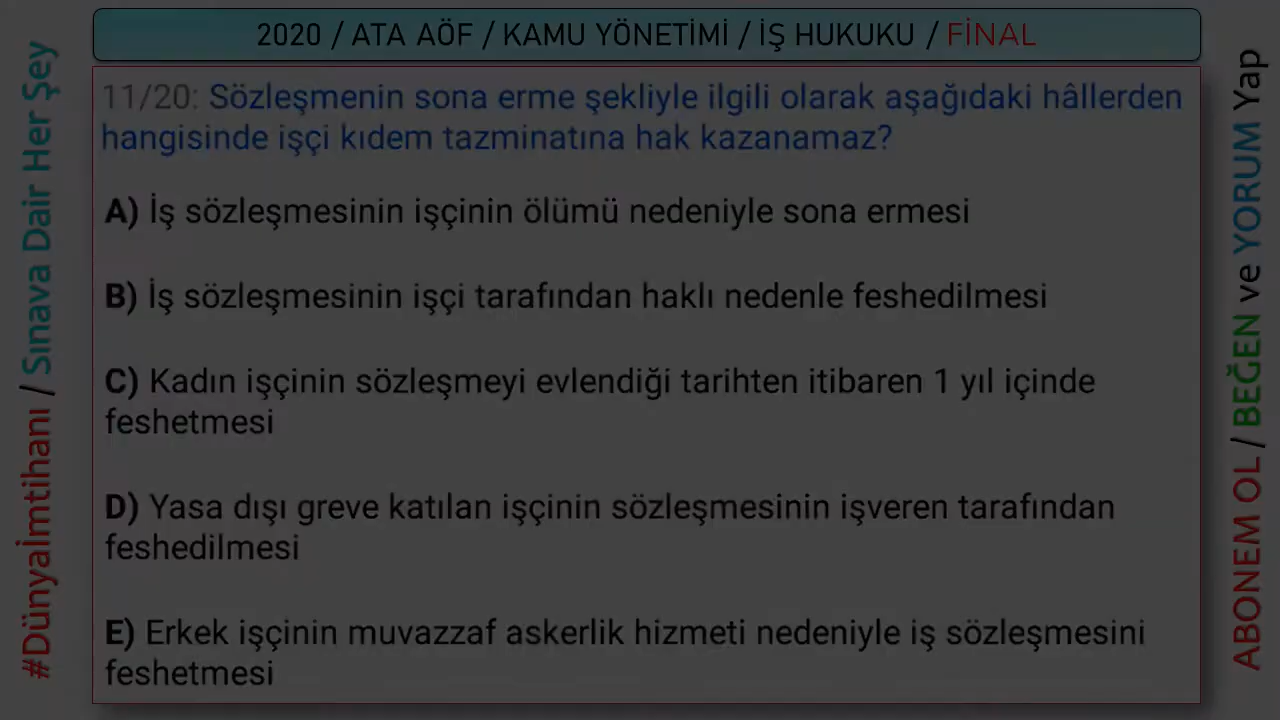 2020 / ATA AÖF / KAMU YÖNETİMİ / İŞ HUKUKU / FİNAL
#Dünyaİmtihanı / Sınava Dair Her Şey
11/20: Sözleşmenin sona erme şekliyle ilgili olarak aşağıdaki hâllerden
hangisinde işçi kıdem tazminatına hak kazanamaz?
A) İş sözleşmesinin işçinin ölümü nedeniyle sona ermesi
B) İş sözleşmesinin işçi tarafından haklı nedenle feshedilmesi
C) Kadın işçinin sözleşmeyi evlendiği tarihten itibaren 1 yıl içinde
feshetmesi
D) Yasa dışı greve katılan işçinin sözleşmesinin işveren tarafından
feshedilmesi
E) Erkek işçinin muvazzaf askerlik hizmeti nedeniyle iş sözleşmesini
feshetmesi
ABONEM OL / BEĞEN ve YORUM Yap